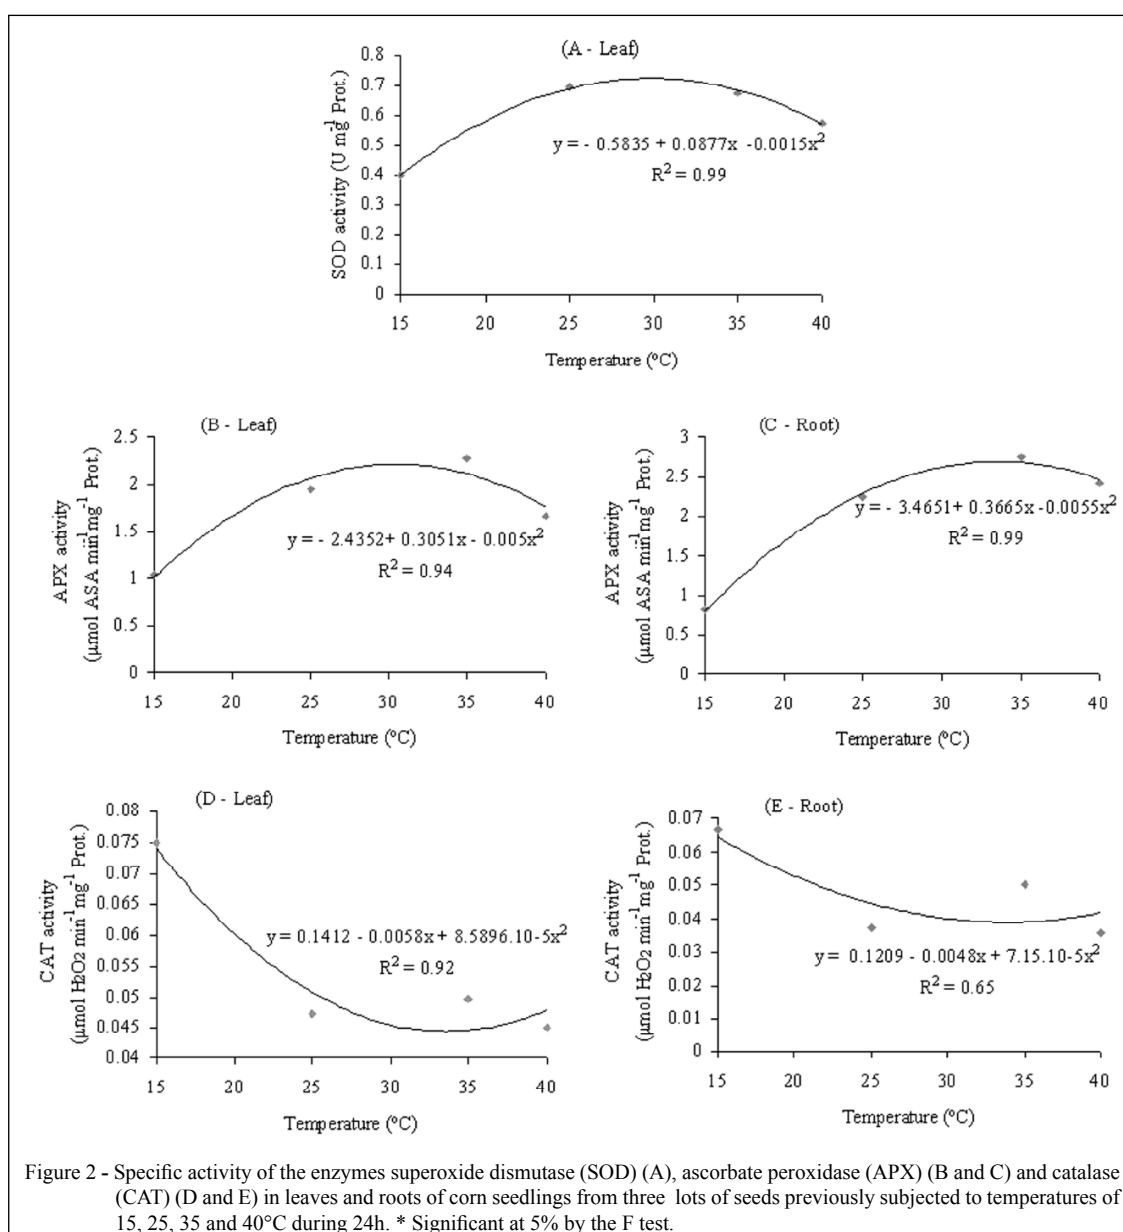 (A - Leaf)
SOD activity (U mg-1 Prot.)
0.8
0.7
0.6
0.5
0.4
0.3
0.2
0.1
0
y = - 0.5835 + 0.0877x -0.0015x2
R2 = 0.99
15 20 25 30 35 40
Temperature (ºC)
(B - Leaf)
APX activity
(µmol ASA min-1mg-1 Prot.)
2.5
2
1.5
1
0.5
0
y = - 2.4352+ 0.3051x - 0.005x2
R2 = 0.94
15 20 25 30 35 40
Temperature (ºC)
(C - Root)
APX activity
(µmol ASA min-1mg-1 Prot.)
3
2.5
2
1.5
1
0.5
0
y = - 3.4651+ 0.3665x -0.0055x2
R2 = 0.99
15 20 25 30 35 40
Temperature (ºC)
(D - Leaf)
CAT activity
(µmol H2O2 min-1mg-1 Prot.)
0.08
0.075
0.07
0.065
0.06
0.055
0.05
0.045
0.04
y = 0.1412 - 0.0058x + 8.5896.10-5x2
R2 = 0.92
15 20 25 30 35 40
Temperature (ºC)
(E - Root)
CAT activity
(µmol H2O2 min-1mg-1 Prot.)
0.07
0.06
0.05
0.04
0.03
0.02
0.01
0
y = 0.1209 - 0.0048x + 7.15.10-5x2
R2 = 0.65
15 20 25 30 35 40
Temperature (ºC)
Figure 2 - Specific activity of the enzymes superoxide dismutase (SOD) (A), ascorbate peroxidase (APX) (B and C) and catalase
(CAT) (D and E) in leaves and roots of corn seedlings from three lots of seeds previously subjected to temperatures of
15, 25, 35 and 40°C during 24h. * Significant at 5% by the F test.